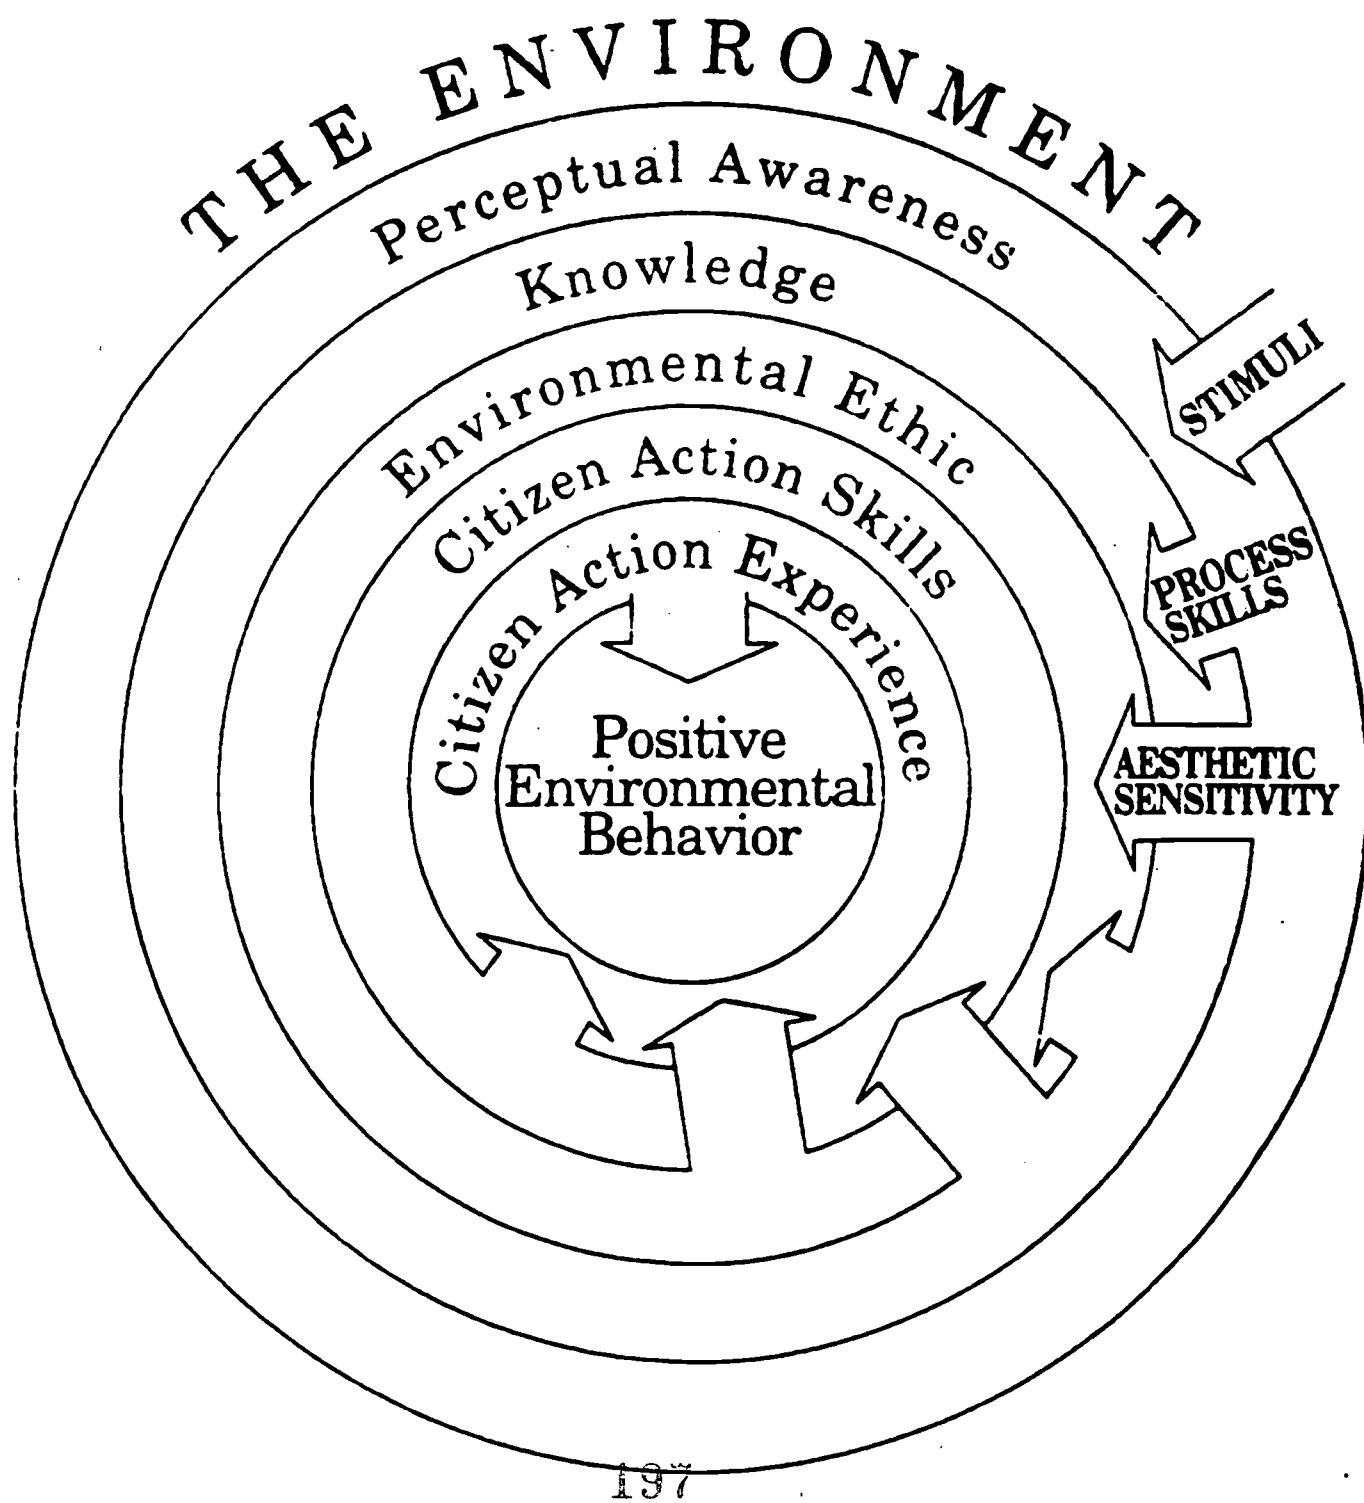 THE ENVIRONMENT
Perceptual Awareness
Knowledge
Environmental Ethic
Citizen Action Skills
Citizen Action Experience
Positive
Environmental
Behavior
STIMULI
PROCESS
SKILLS
AESTHETIC
SENSITIVITY
197